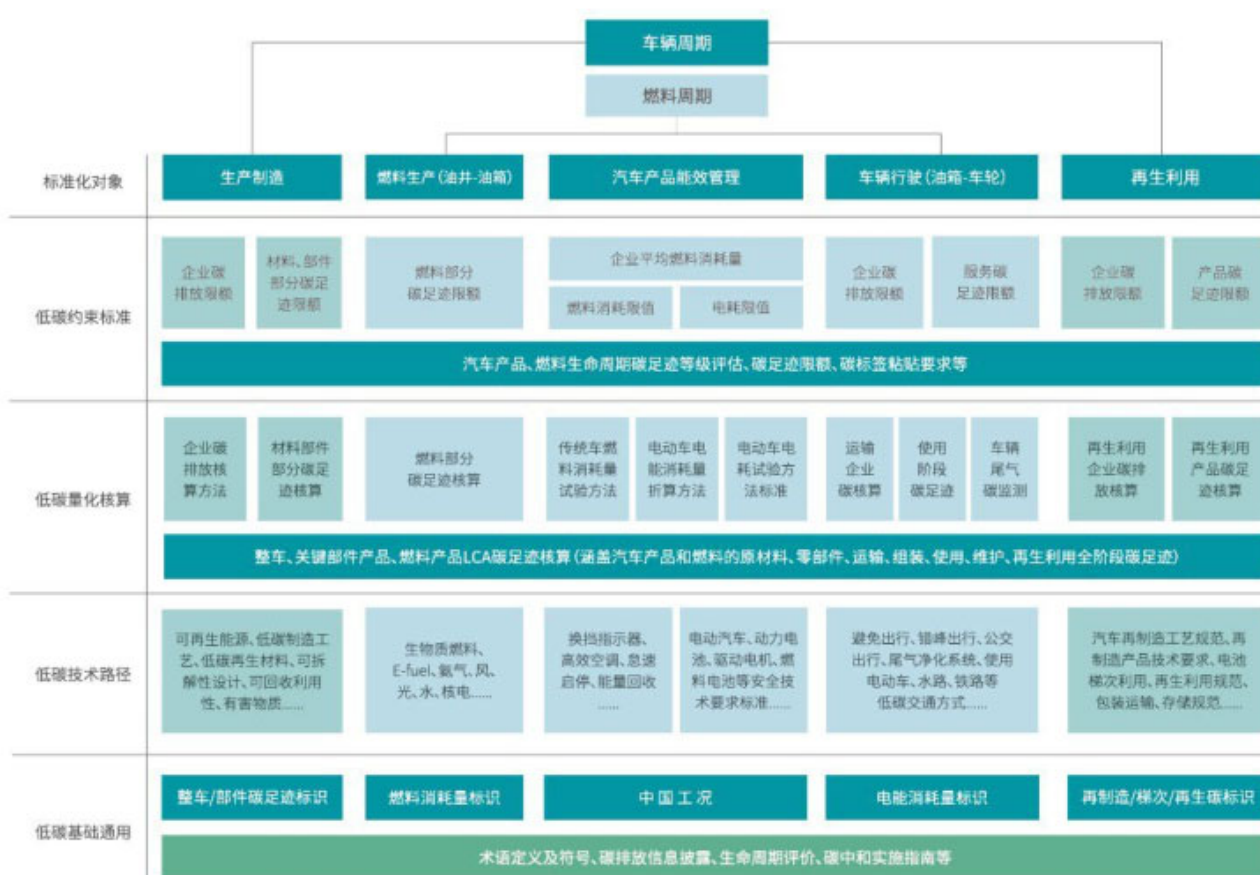 车辆周期
燃料周期
标准化对象
生产制造
燃料生产(油井-油箱)
汽车产品能效管理
车辆行驶(油箱-车轮)
再生利用
低碳约束标准
企业碳
排放限额
材料、部件
部分碳足
迹限额
燃料部分
碳足迹限额
企业平均燃料消耗量
燃料消耗限值
电耗限值
企业碳
排放限额
服务碳
足迹限额
企业碳
排放限额
产品碳
足迹限额
汽车产品、燃料生命周期碳足迹等级评估、碳足迹限额、碳标签粘贴要求等
低碳量化核算
企业碳
排放核
算方法
材料部件
部分碳足
迹核算
燃料部分
碳足迹核算
传统车燃
料消耗量
试验方法
电动车电
能消耗量
折算方法
电动车电
耗试验方
法标准
运输
企业
碳核算
使用
阶段
碳足迹
车辆
尾气
碳监测
再生利用
企业碳排
放核算
再生利用
产品碳足
迹核算
整车、关键部件产品、燃料产品LCA碳足迹核算(涵盖汽车产品和燃料的原材料、零部件、运输、组装、使用、维护、再生利用全阶段碳足迹)
低碳技术路径
可再生能源、低碳制造工
艺、低碳再生材料、可拆
解性设计、可回收利用
性、有害物质......
生物质燃料、
E-fuel、氨气、风、
光、水、核电......
换挡指示器、
高效空调、怠速
启停、能量回收
......
电动汽车、动力电
池、驱动电机、燃
料电池等安全技
术要求标准......
避免出行、错峰出行、公交
出行、尾气净化系统、使用
电动车、水路、铁路等
低碳交通方式......
汽车再制造工艺规范、再
制造产品技术要求、电池
梯次利用、再生利用规范、
包装运输、存储规范......
低碳基础通用
整车/部件碳足迹标识
燃料消耗量标识
中国工况
电能消耗量标识
再制造/梯次/再生碳标识
术语定义及符号、碳排放信息披露、生命周期评价、碳中和实施指南等